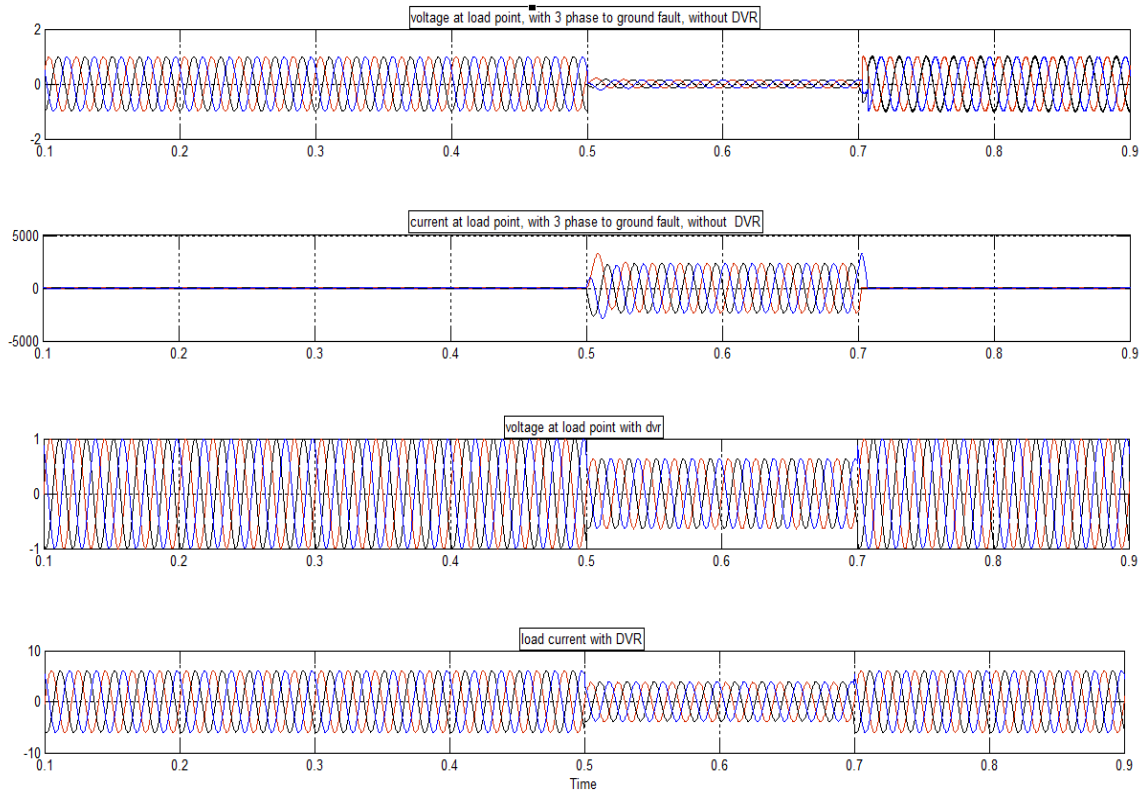 voltage at load point, with 3 phase to ground fault, without DVR
2
0
-2
0.1 0.2 0.3 0.4 0.5 0.6 0.7 0.8 0.9
current at load point, with 3 phase to ground fault, without DVR
5000
0
-5000
0.1 0.2 0.3 0.4 0.5 0.6 0.7 0.8 0.9
voltage at load point with dvr
1
0
-1
0.1 0.2 0.3 0.4 0.5 0.6 0.7 0.8 0.9
load current with DVR
10
0
-10
0.1 0.2 0.3 0.4 0.5 0.6 0.7 0.8 0.9
Time